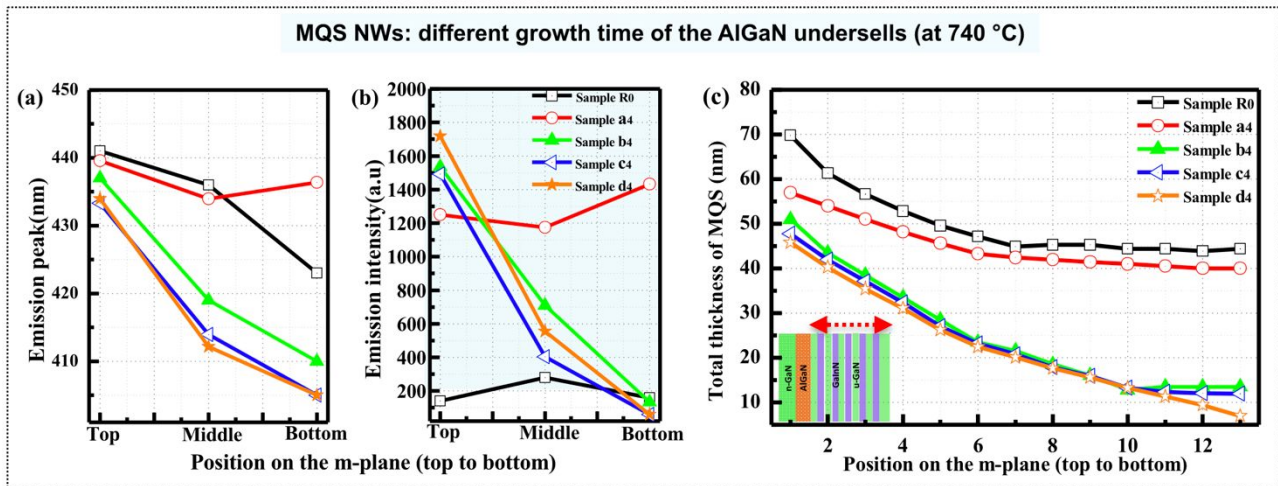 MQS NWs: different growth time of the AlGaN undersells (at 740 °C)
(a)
Emission peak(nm)
450
440
430
420
410
Top
Middle
Bottom
(b)
Emission intensity(a.u)
2000
1800
1600
1400
1200
1000
800
600
400
200
Sample R0
Sample a4
Sample b4
Sample c4
Sample d4
Top
Middle
Bottom
Position on the m-plane (top to bottom)
(c)
Total thickness of MQS (nm)
80
70
60
50
40
30
20
10
Sample R0
Sample a4
Sample b4
Sample c4
Sample d4
n-GaN
AlGaN
GaInN
u-GaN
2
4
6
8
10
12
Position on the m-plane (top to bottom)